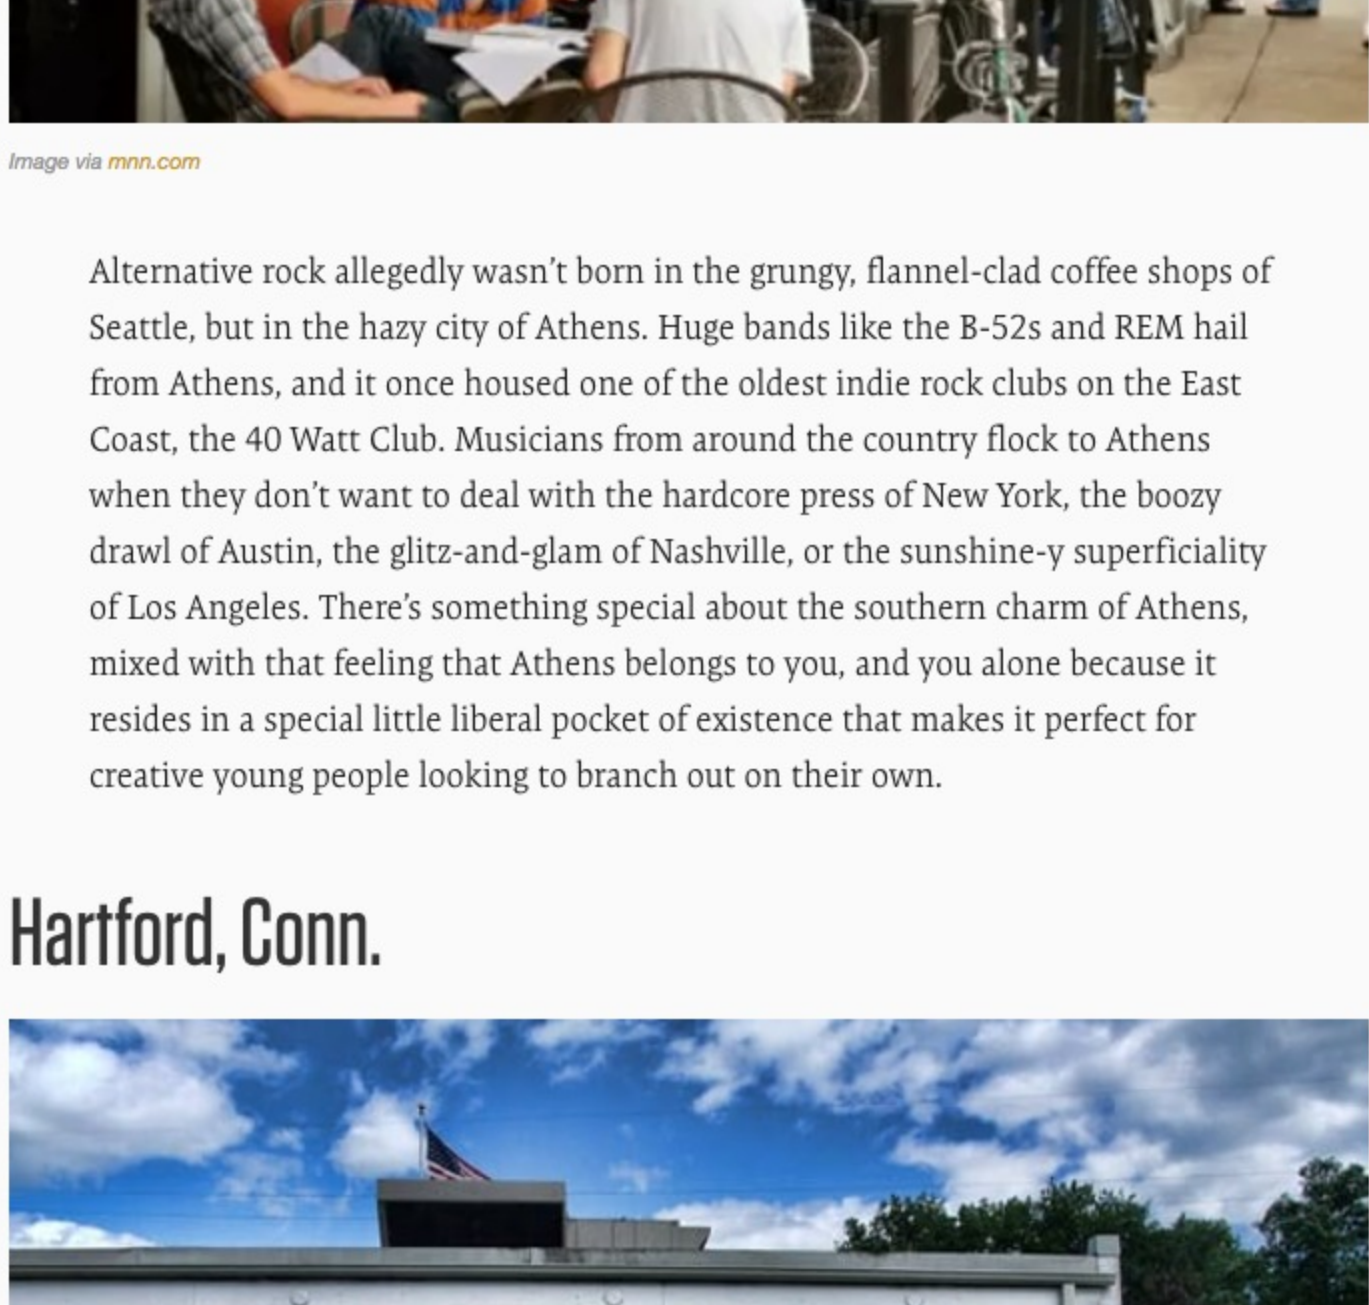 Image via mnn.com
Alternative rock allegedly wasn’t born in the grungy, flannel-clad coffee shops of
Seattle, but in the hazy city of Athens. Huge bands like the B-52s and REM hail
from Athens, and it once housed one of the oldest indie rock clubs on the East
Coast, the 40 Watt Club. Musicians from around the country flock to Athens
when they don’t want to deal with the hardcore press of New York, the boozy
drawl of Austin, the glitz-and-glam of Nashville, or the sunshine-y superficiality
of Los Angeles. There’s something special about the southern charm of Athens,
mixed with that feeling that Athens belongs to you, and you alone because it
resides in a special little liberal pocket of existence that makes it perfect for
creative young people looking to branch out on their own.
Hartford, Conn.